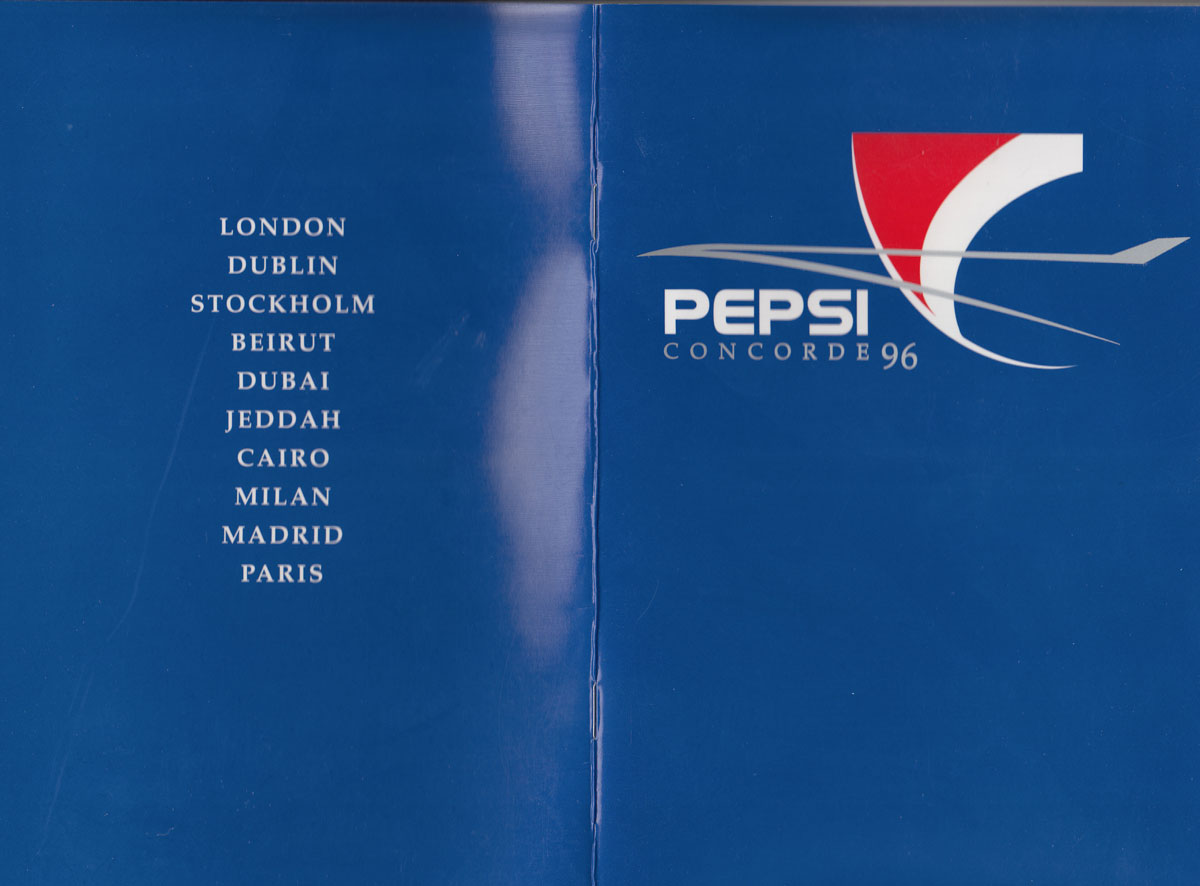 LONDON
DUBLIN
STOCKHOLM
BEIRUT
DUBAI
JEDDAH
CAIRO
MILAN
MADRID
PARIS
PEPSI
CONCORDE 96